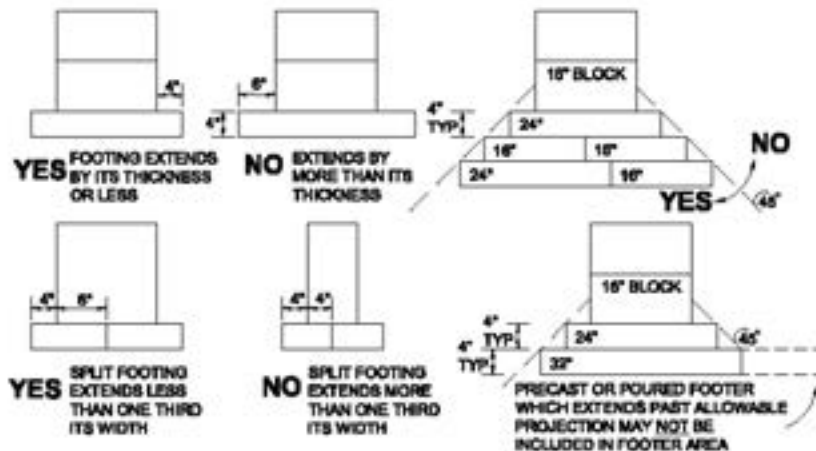 4"
YES FOOTING EXTENDS
BY ITS THICKNESS
OR LESS
6"
4"
NO EXTENDS BY
MORE THAN ITS
THICKNESS
16" BLOCK
4"
TYP
24"
16" 16"
24" 16"
NO
YES
45°
4" 8"
YES SPLIT FOOTING
EXTENDS LESS
THAN ONE THIRD
ITS WIDTH
4" 4"
NO SPLIT FOOTING
EXTENDS MORE
THAN ONE THIRD
ITS WIDTH
16" BLOCK
4"
TYP
24"
45°
4"
TYP
32"
PRECAST OR POURED FOOTER
WHICH EXTENDS PAST ALLOWABLE
PROJECTION MAY NOT BE
INCLUDED IN FOOTER AREA